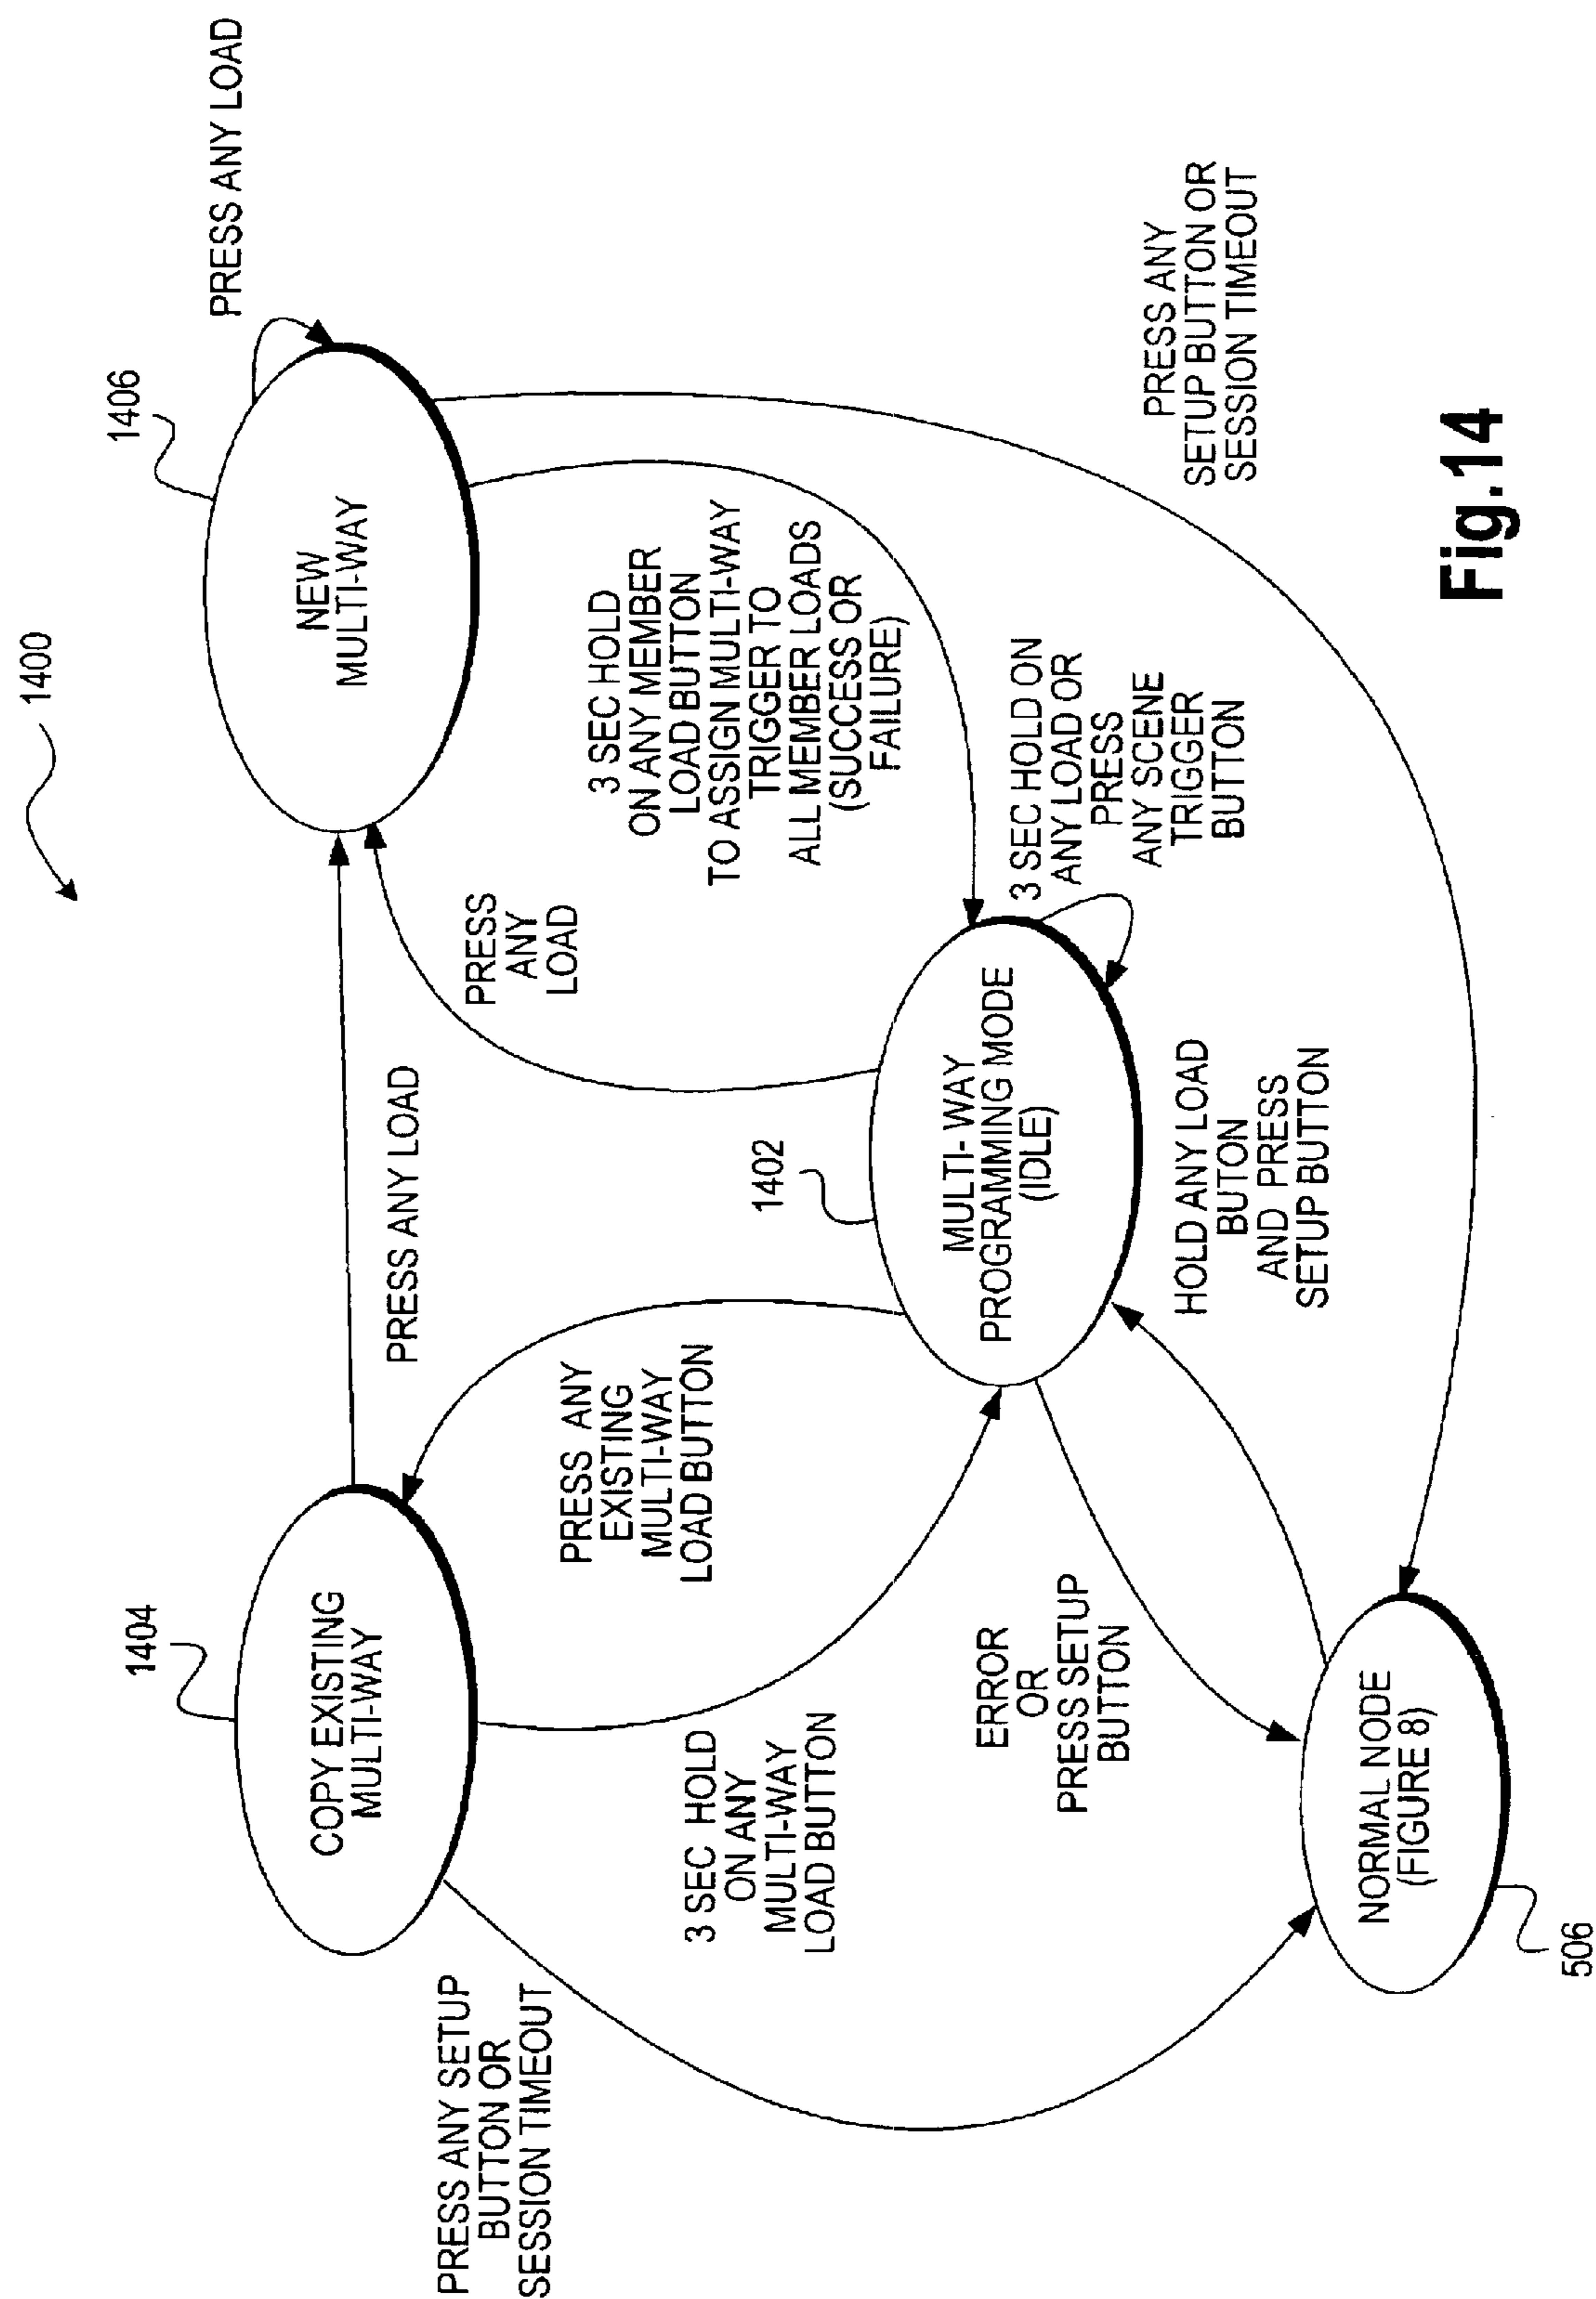 1400
1404
COPY EXISTING
MULTI-WAY
1406
NEW
MULTI-WAY
PRESS ANY LOAD
PRESS ANY LOAD
PRESS ANY SETUP
BUTTON OR
SESSION TIMEOUT
PRESS ANY
EXISTING
MULTI-WAY
LOAD BUTTON
PRESS
ANY
LOAD
3 SEC HOLD
ON ANY
MULTI-WAY
LOAD BUTTON
3 SEC HOLD
ON ANY MEMBER
LOAD BUTTON
TO ASSIGN MULTI-WAY
TRIGGER TO
ALL MEMBER LOADS
(SUCCESS OR
FAILURE)
1402
MULTI- WAY
PROGRAMMING MODE
(IDLE)
3 SEC HOLD ON
ANY LOAD OR
PRESS
ANY SCENE
TRIGGER
BUTTON
ERROR
OR
PRESS SETUP
BUTTON
HOLD ANY LOAD
BUTON
AND PRESS
SETUP BUTTON
PRESS ANY
SETUP BUTTON OR
SESSION TIMEOUT
NORMAL NODE
(FIGURE 8)
506
Fig.14